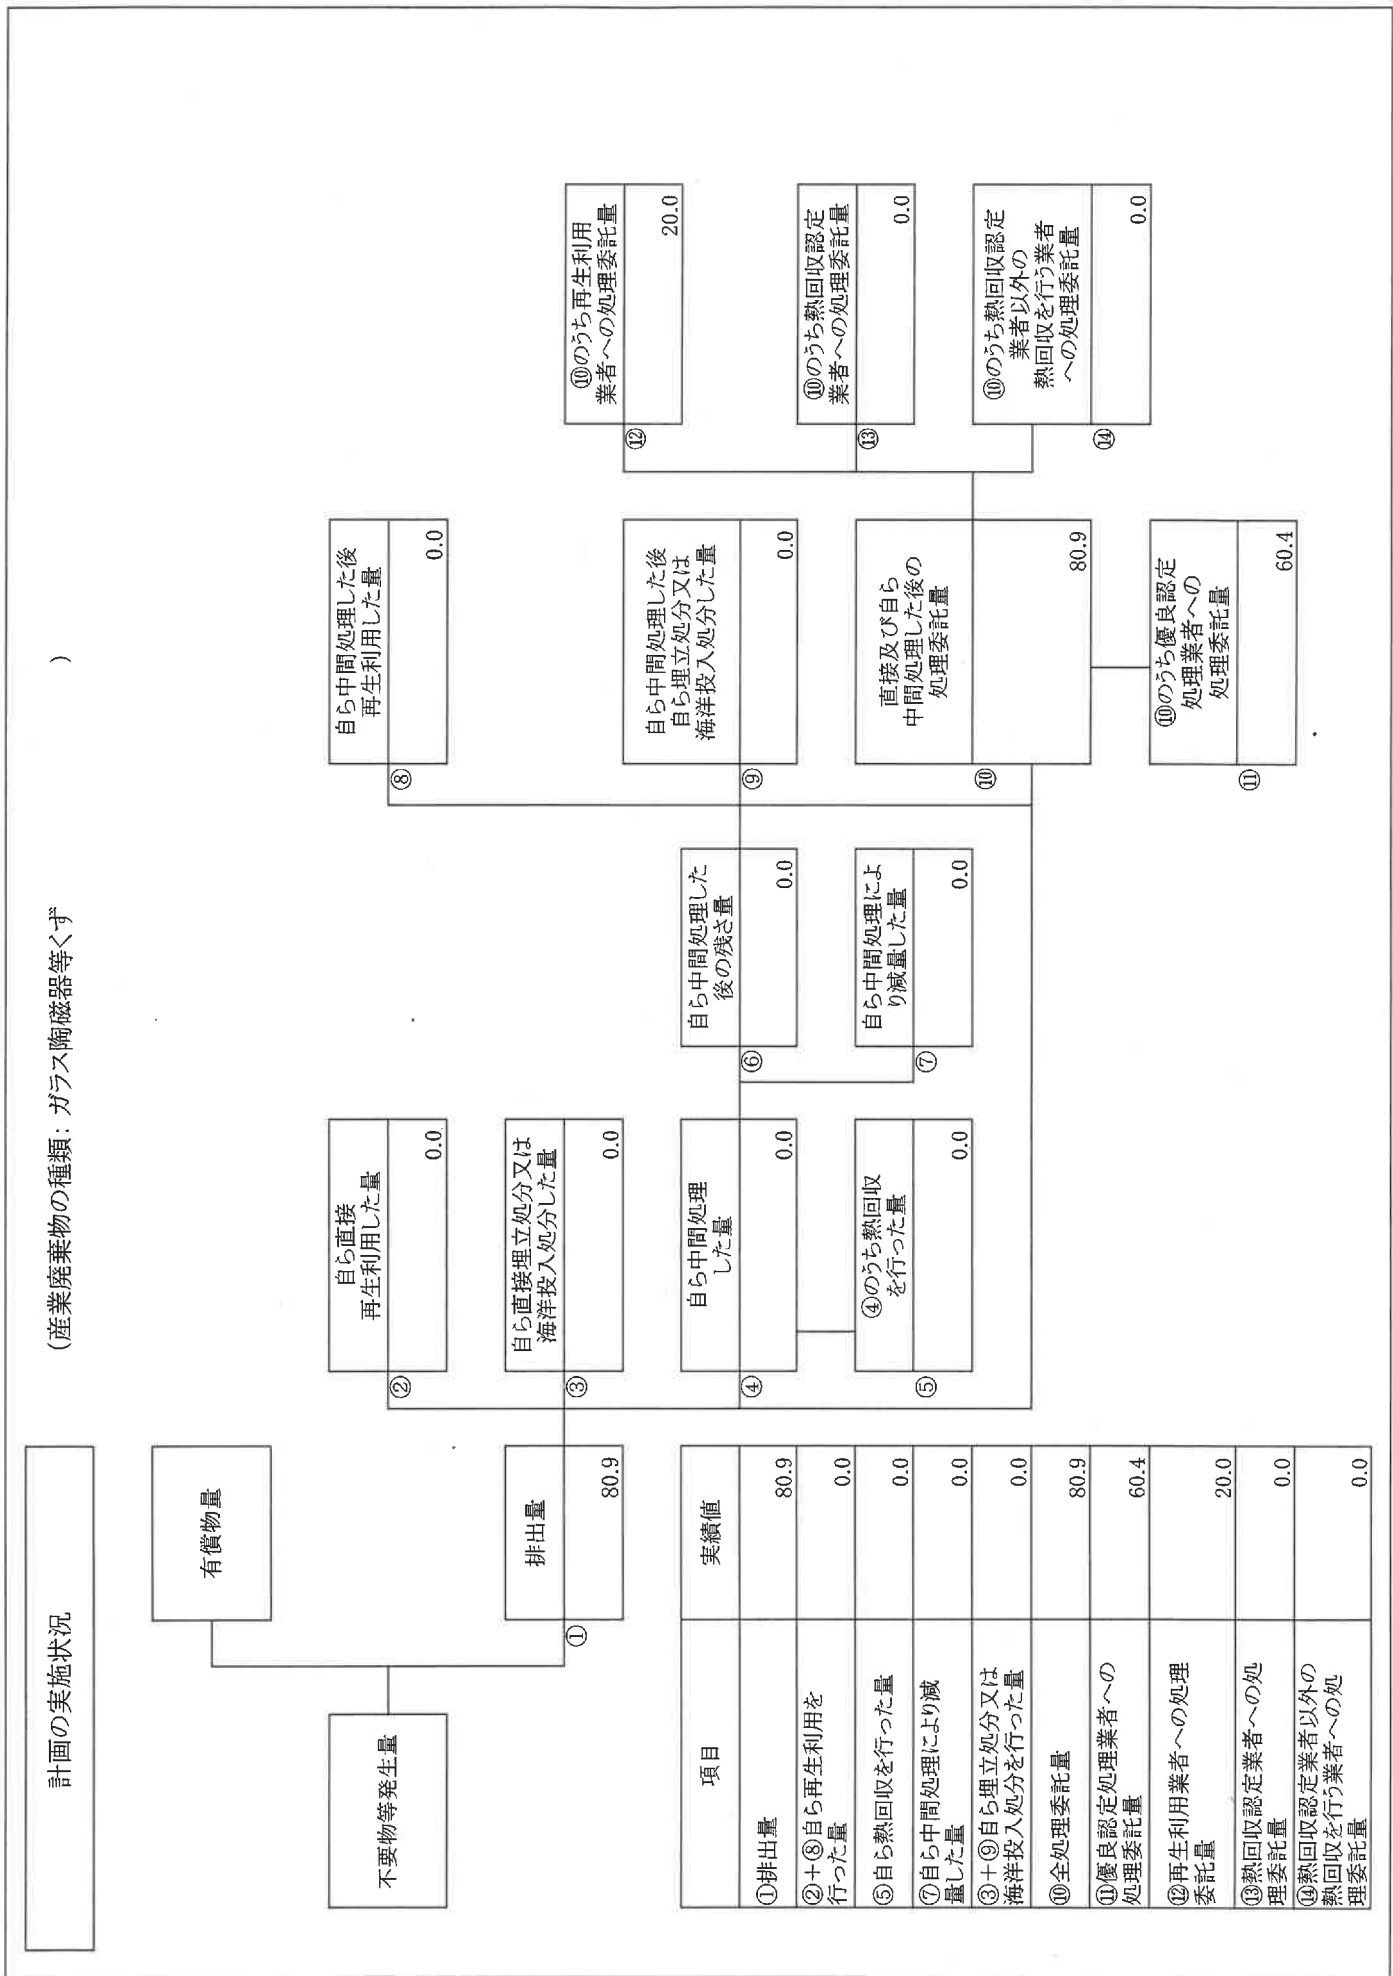 計画の実施状況
(産業廃棄物の種類：ガラス陶磁器等くず
)
不要物等発生量
有償物量
①
排出量
80.9
②
自ら直接
再生利用した量
0.0
③
自ら直接埋立処分又は
海洋投入処分した量
0.0
④
自ら中間処理
した量
0.0
⑤
④のうち熱回収
を行った量
0.0
⑥
自ら中間処理した
後の残さ量
0.0
⑦
自ら中間処理によ
り減量した量
0.0
⑧
自ら中間処理した後
再生利用した量
0.0
⑨
自ら中間処理した後
自ら埋立処分又は
海洋投入処分した量
0.0
⑩
直接及び自ら
中間処理した後の
処理委託量
80.9
⑪
⑩のうち優良認定
処理業者への
処理委託量
60.4
⑫
⑩のうち再生利用
業者への処理委託量
20.0
⑬
⑩のうち熱回収認定
業者への処理委託量
0.0
⑭
⑩のうち熱回収認定
業者以外の
熱回収を行う業者
への処理委託量
0.0
項目 実績値
①排出量 80.9
②＋⑧自ら再生利用を
行った量 0.0
⑤自ら熱回収を行った量 0.0
⑦自ら中間処理により減
量した量 0.0
③＋⑨自ら埋立処分又は
海洋投入処分を行った量 0.0
⑩全処理委託量 80.9
⑪優良認定処理業者への
処理委託量 60.4
⑫再生利用業者への処理
委託量 20.0
⑬熱回収認定業者への処
理委託量 0.0
⑭熱回収認定業者以外の
熱回収を行う業者への処
理委託量 0.0